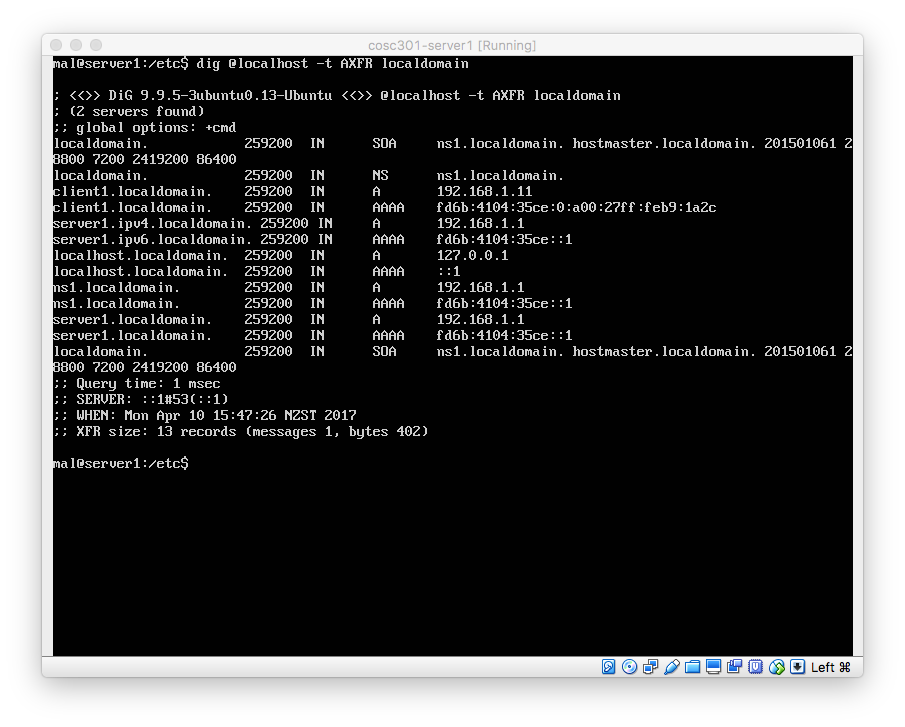 cosc301-server1 [Running]
mal@server1:/etc$ dig @localhost -t AXFR localdomain
; <<>> DiG 9.9.5-3ubuntu0.13-Ubuntu <<>> @localhost -t AXFR localdomain
; (2 servers found)
;; global options: +cmd
localdomain. 259200 IN SOA ns1.localdomain. hostmaster.localdomain. 201501061 2
8800 7200 2419200 86400
localdomain. 259200 IN NS ns1.localdomain.
client1.localdomain. 259200 IN A 192.168.1.11
client1.localdomain. 259200 IN AAAA fd6b:4104:35ce:0:a00:27ff:feb9:1a2c
server1.ipv4.localdomain. 259200 IN A 192.168.1.1
server1.ipv6.localdomain. 259200 IN AAAA fd6b:4104:35ce::1
localhost.localdomain. 259200 IN A 127.0.0.1
localhost.localdomain. 259200 IN AAAA ::1
ns1.localdomain. 259200 IN A 192.168.1.1
ns1.localdomain. 259200 IN AAAA fd6b:4104:35ce::1
server1.localdomain. 259200 IN A 192.168.1.1
server1.localdomain. 259200 IN AAAA fd6b:4104:35ce::1
localdomain. 259200 IN SOA ns1.localdomain. hostmaster.localdomain. 201501061 2
8800 7200 2419200 86400
;; Query time: 1 msec
;; SERVER: ::1#53(::1)
;; WHEN: Mon Apr 10 15:47:26 NZST 2017
;; XFR size: 13 records (messages 1, bytes 402)
mal@server1:/etc$
Left ⌘